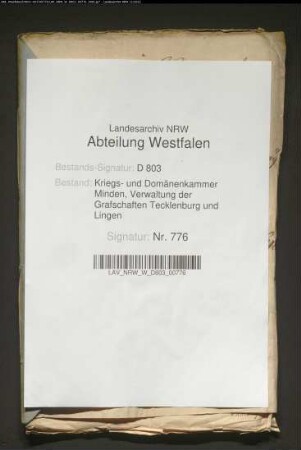 Landesarchiv NRW
Abteilung Westfalen
Bestands-Signatur: D 803
Bestand: Kriegs- und Domänenkammer
Minden, Verwaltung der
Grafschaften Tecklenburg und
Lingen
Signatur: Nr. 776
LAV_NRW_W_D803_00776